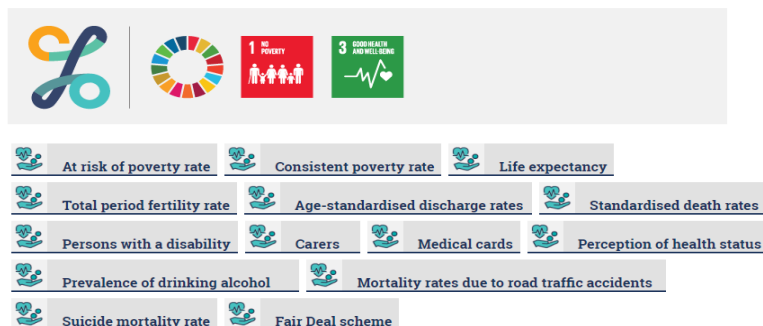 1 NO POVERTY
3 GOOD HEALTH AND WELL-BEING
At risk of poverty rate Consistent poverty rate Life expectancy
Total period fertility rate Age-standardised discharge rates Standardised death rates
Persons with a disability Carers Medical cards Perception of health status
Prevalence of drinking alcohol Mortality rates due to road traffic accidents
Suicide mortality rate Fair Deal scheme